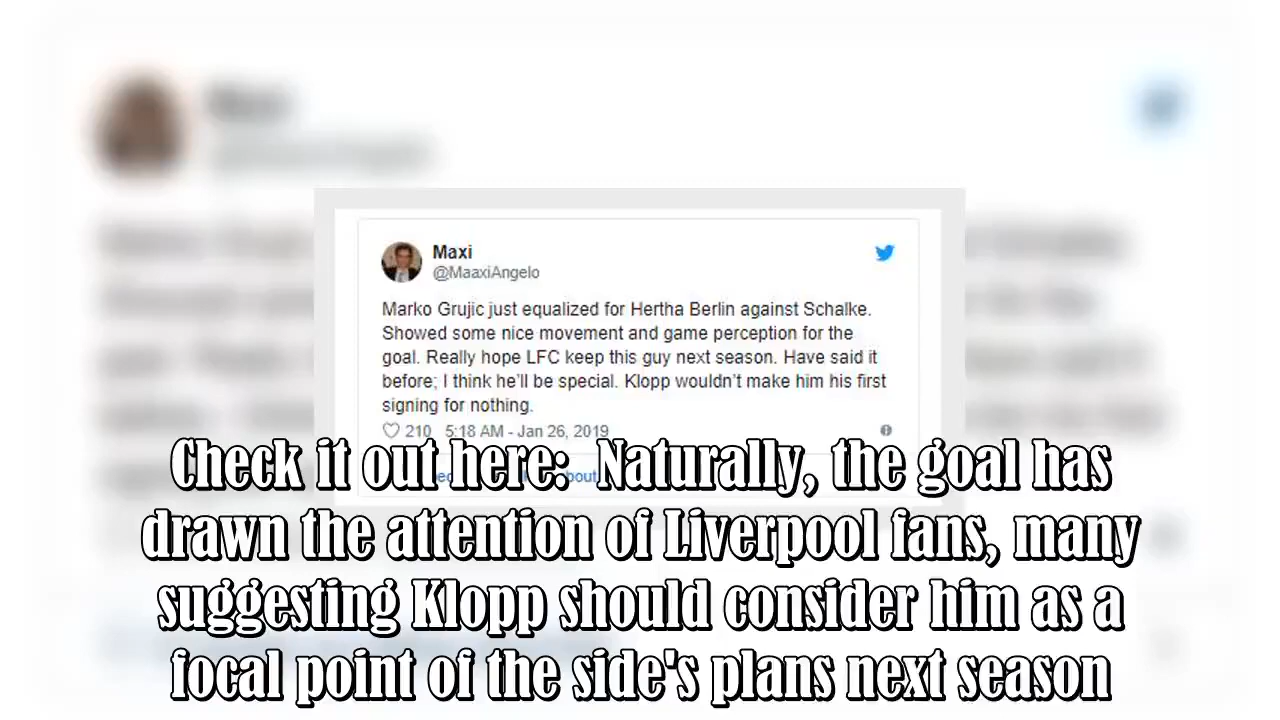 Maxi
@MaaxiAngelo
Marko Grujic just equalized for Hertha Berlin against Schalke.
Showed some nice movement and game perception for the
goal. Really hope LFC keep this guy next season. Have said it
before; I think he'll be special. Klopp wouldn't make him his first
signing for nothing.
210 5:18 AM - Jan 26, 2019
Check it out here: Naturally, the goal has
drawn the attention of Liverpool fans, many
suggesting Klopp should consider him as a
focal point of the side's plans next season